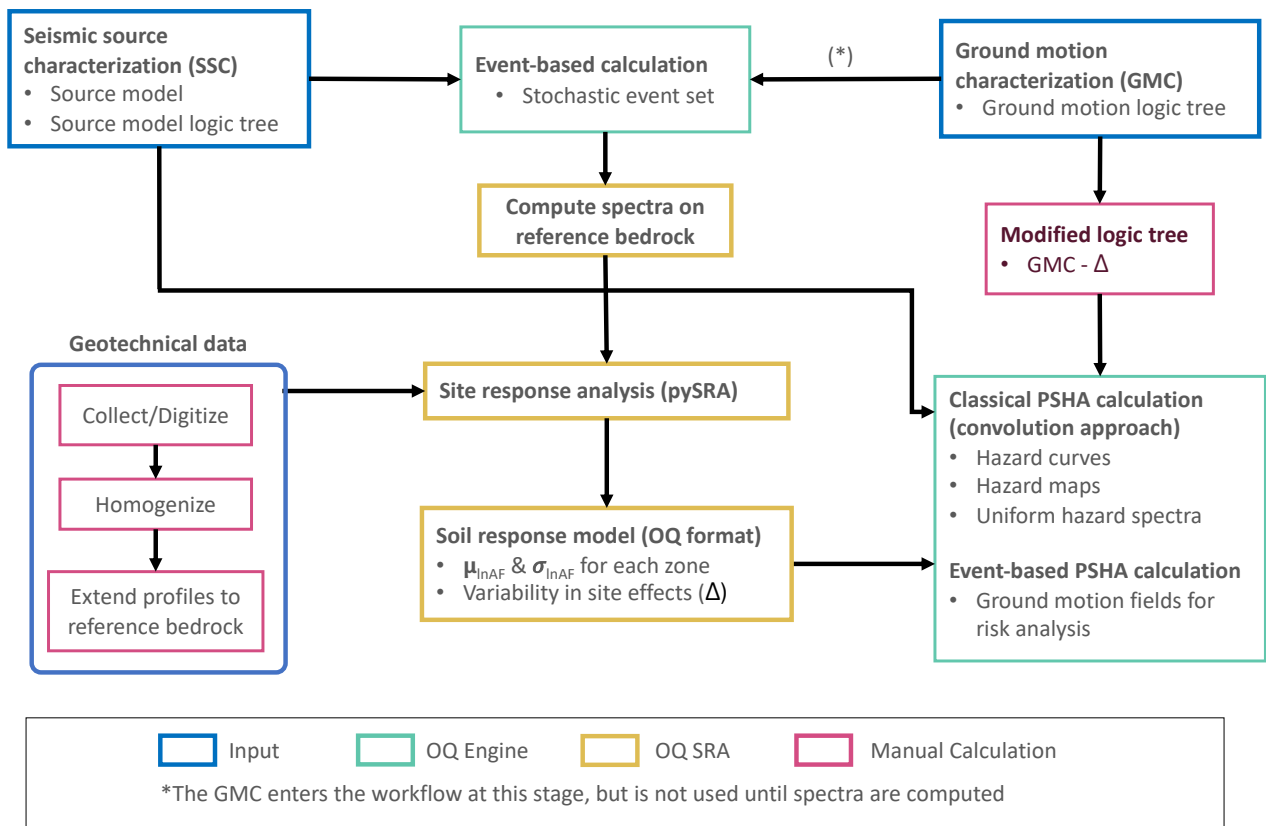 Seismic source
characterization (SSC)
• Source model
• Source model logic tree
Event-based calculation
• Stochastic event set
(*)
Ground motion
characterization (GMC)
• Ground motion logic tree
Compute spectra on
reference bedrock
Modified logic tree
• GMC - Δ
Geotechnical data
Collect/Digitize
Homogenize
Extend profiles to
reference bedrock
Site response analysis (pySRA)
Soil response model (OQ format)
• μlnAF & σlnAF for each zone
• Variability in site effects (Δ)
Classical PSHA calculation
(convolution approach)
• Hazard curves
• Hazard maps
• Uniform hazard spectra
Event-based PSHA calculation
• Ground motion fields for
risk analysis
Input
OQ Engine
OQ SRA
Manual Calculation
*The GMC enters the workflow at this stage, but is not used until spectra are computed